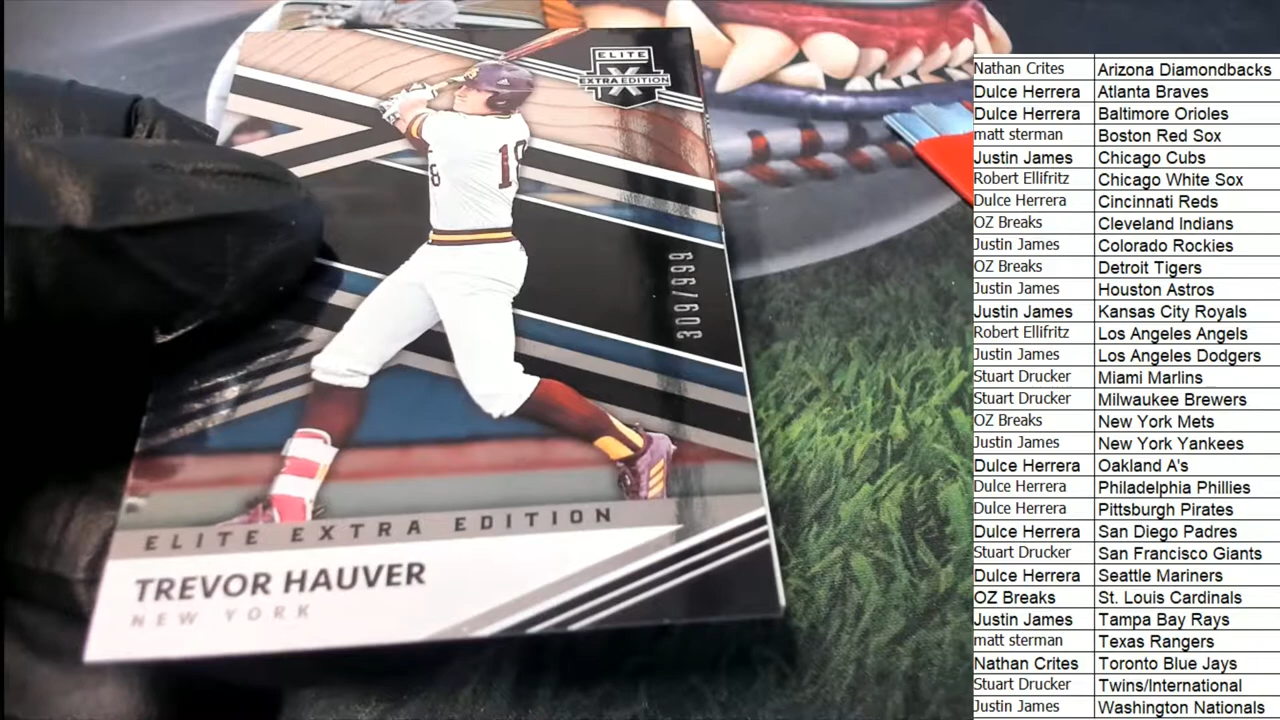 ELITE
X
EXTRA EDITION
18
8
309/999
ELITE EXTRA EDITION
TREVOR HAUVER
NEW YORK
Nathan Crites Arizona Diamondbacks
Dulce Herrera Atlanta Braves
Dulce Herrera Baltimore Orioles
matt sterman Boston Red Sox
Justin James Chicago Cubs
Robert Ellifritz Chicago White Sox
Dulce Herrera Cincinnati Reds
OZ Breaks Cleveland Indians
Justin James Colorado Rockies
OZ Breaks Detroit Tigers
Justin James Houston Astros
Justin James Kansas City Royals
Robert Ellifritz Los Angeles Angels
Justin James Los Angeles Dodgers
Stuart Drucker Miami Marlins
Stuart Drucker Milwaukee Brewers
OZ Breaks New York Mets
Justin James New York Yankees
Dulce Herrera Oakland A's
Dulce Herrera Philadelphia Phillies
Dulce Herrera Pittsburgh Pirates
Dulce Herrera San Diego Padres
Stuart Drucker San Francisco Giants
Dulce Herrera Seattle Mariners
OZ Breaks St. Louis Cardinals
Justin James Tampa Bay Rays
matt sterman Texas Rangers
Nathan Crites Toronto Blue Jays
Stuart Drucker Twins/International
Justin James Washington Nationals